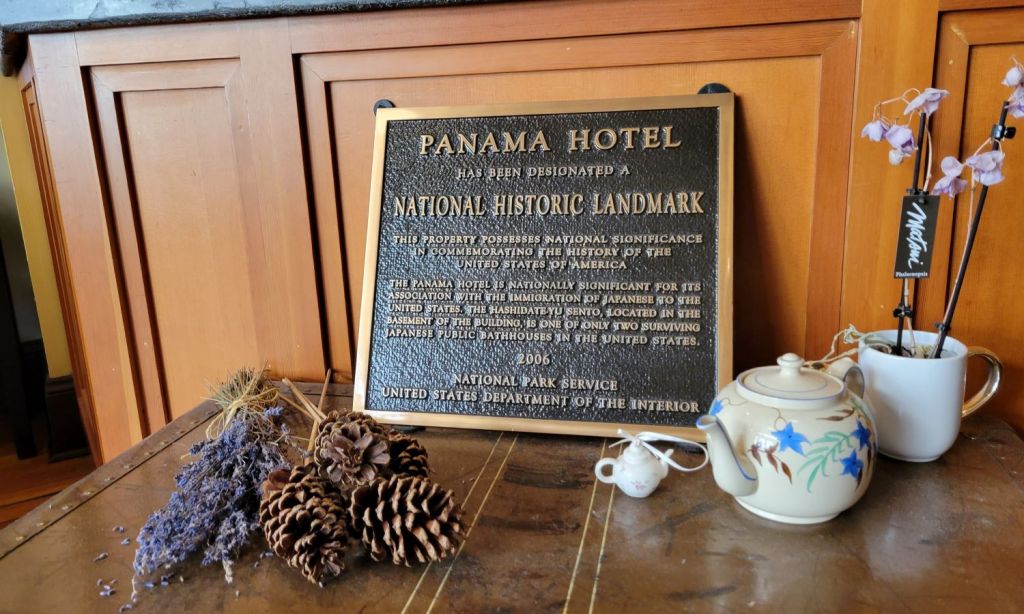 PANAMA HOTEL
HAS BEEN DESIGNATED A
NATIONAL HISTORIC LANDMARK
THIS PROPERTY POSSESSES NATIONAL SIGNIFICANCE
IN COMMEMORATING THE HISTORY OF THE
UNITED STATES OF AMERICA
THE PANAMA HOTEL IS NATIONALLY SIGNIFICANT FOR ITS
ASSOCIATION WITH THE IMMIGRATION OF JAPANESE TO THE
UNITED STATES. THE HASHIDATE-YU SENTO, LOCATED IN THE
BASEMENT OF THE BUILDING, IS ONE OF ONLY TWO SURVIVING
JAPANESE PUBLIC BATHHOUSES IN THE UNITED STATES.
2006
NATIONAL PARK SERVICE
UNITED STATES DEPARTMENT OF THE INTERIOR
Phalaenopsis